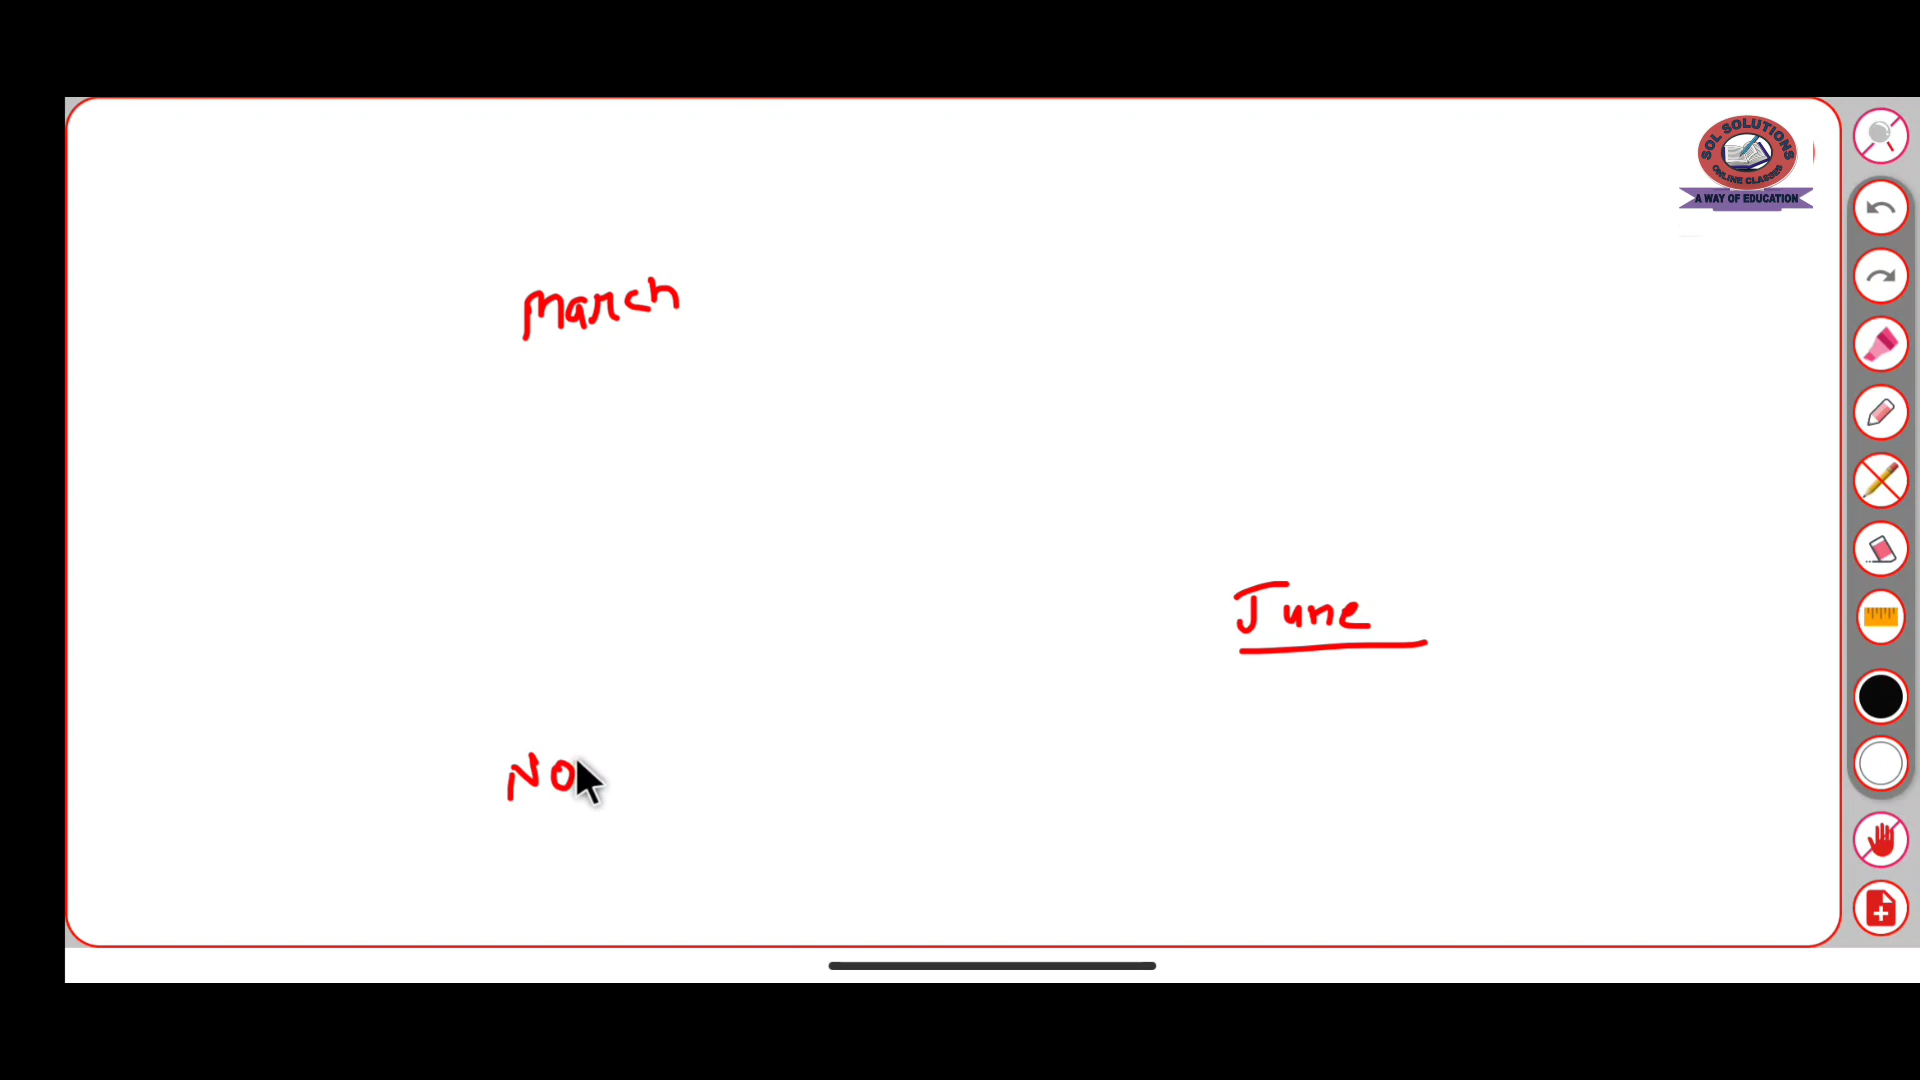 SOL SOLUTIONS
ONLINE CLASSES
A WAY OF EDUCATION
March
June
NO